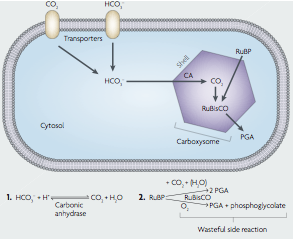 CO₂ HCO₃⁻
Transporters
Shell
RuBP
HCO₃⁻ CA CO₂
RuBisCO
Cytosol
Carboxysome
PGA
+ CO₂ + (H₂O)
1. HCO₃⁻ + H⁺ CO₂ + H₂O 2. RuBP RuBisCO 2 PGA
Carbonic
anhydrase
O₂ PGA + phosphoglycolate
Wasteful side reaction